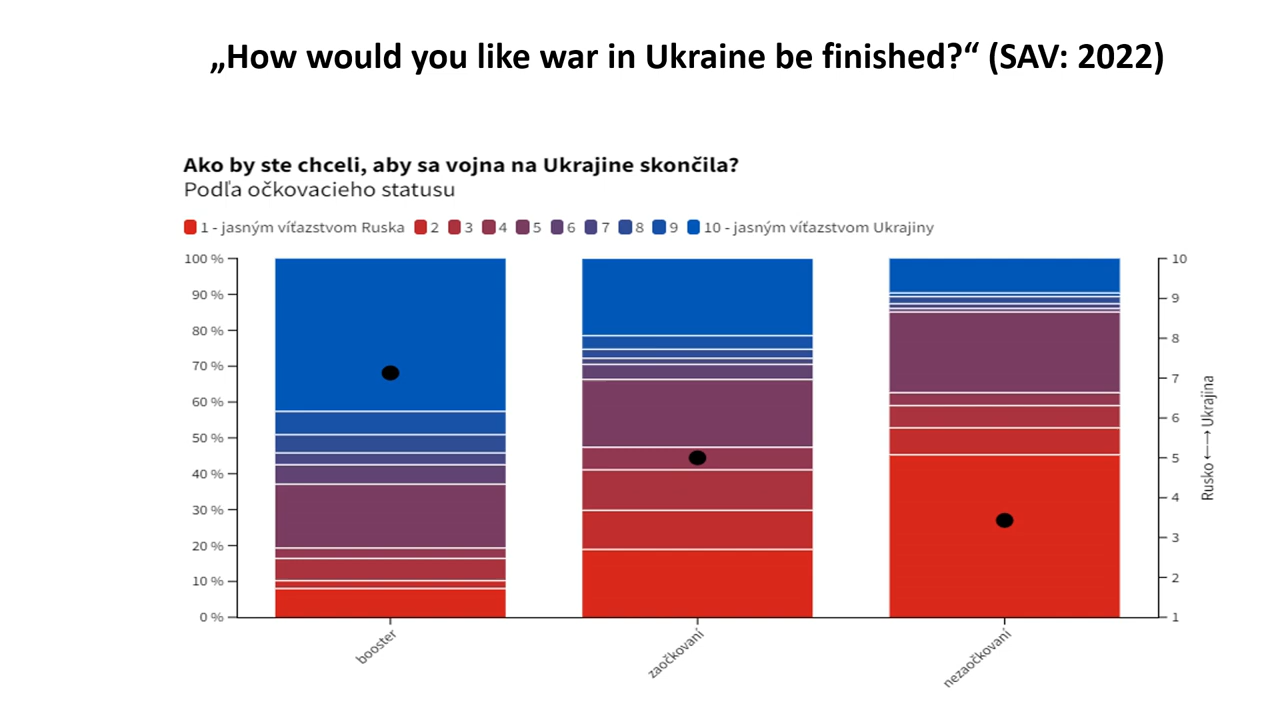 „How would you like war in Ukraine be finished?“ (SAV: 2022)
Ako by ste chceli, aby sa vojna na Ukrajine skončila?
Podľa očkovacieho statusu
1 - jasným víťazstvom Ruska 2 3 4 5 6 7 8 9 10 - jasným víťazstvom Ukrajiny
100 %
90 %
80 %
70 %
60 %
50 %
40 %
30 %
20 %
10 %
0 %
10
9
8
7
6
5
4
3
2
1
Rusko ←—→ Ukrajina
booster
zaočkovaní
nezaočkovaní